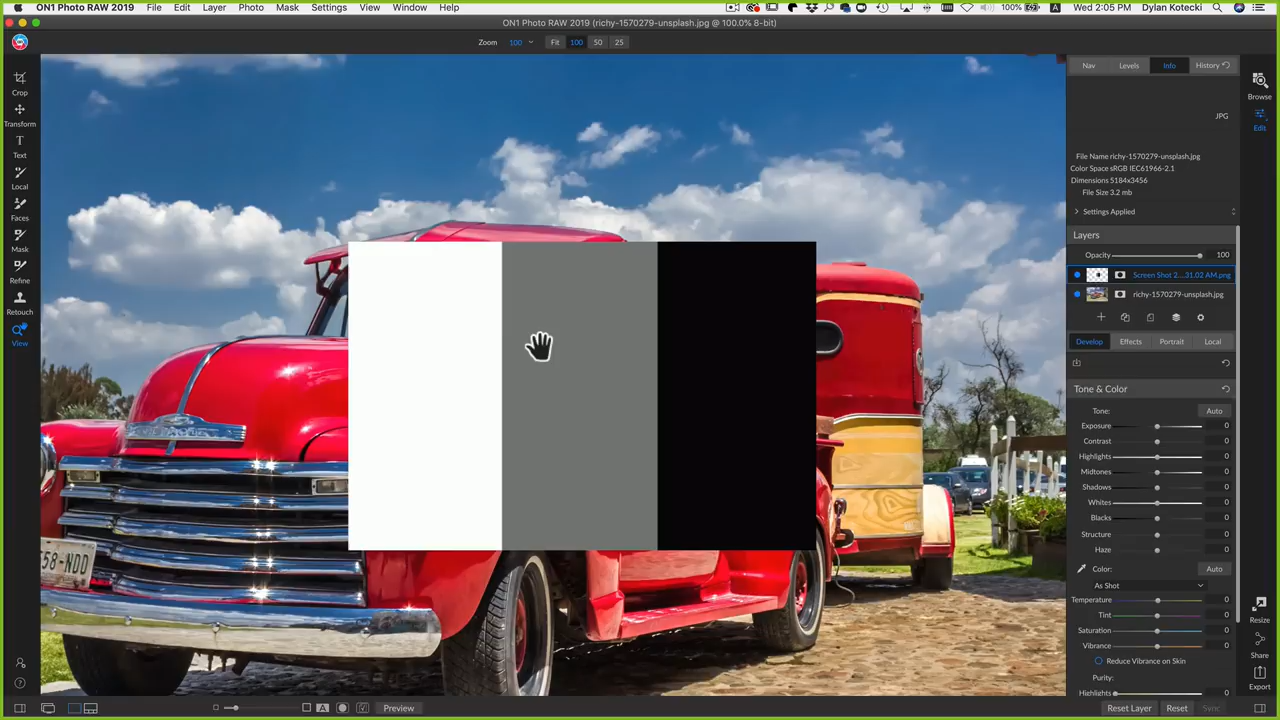 ON1 Photo RAW 2019 File Edit Layer Photo Mask Settings View Window Help 100% Wed 2:05 PM Dylan Kotecki
ON1 Photo RAW 2019 (richy-1570279-unsplash.jpg @ 100.0% 8-bit)
Zoom 100 Fit 100 50 25
Crop
Transform
Text
Local
Faces
Mask
Refine
Retouch
View
58-NDD
Nav Levels Info History
JPG
File Name richy-1570279-unsplash.jpg
Color Space sRGB IEC61966-2.1
Dimensions 5184x3456
File Size 3.2 mb
Settings Applied
Layers
Opacity 100
Screen Shot 2...31.02 AM.png
richy-1570279-unsplash.jpg
Develop Effects Portrait Local
Tone & Color
Tone: Auto
Exposure 0
Contrast 0
Highlights 0
Midtones 0
Shadows 0
Whites 0
Blacks 0
Structure 0
Haze 0
Color: Auto
As Shot
Temperature 0
Tint 0
Saturation 0
Vibrance 0
Reduce Vibrance on Skin
Purity:
Highlights 0
Browse
Edit
Resize
Share
Export
A Preview
Reset Layer Reset Sync